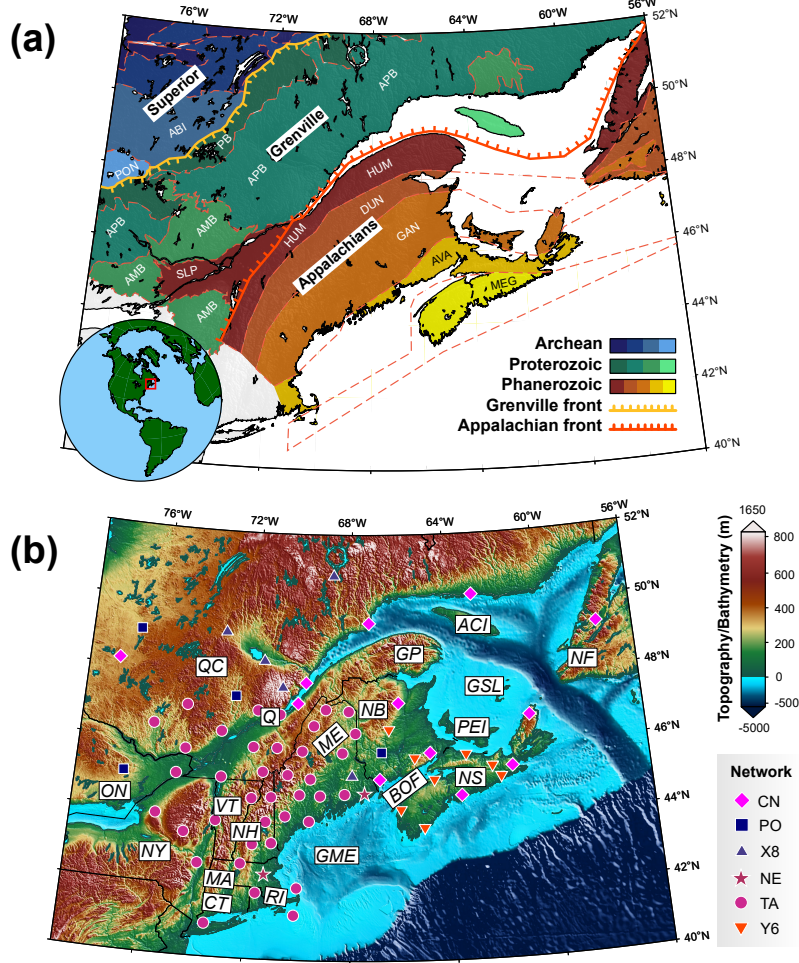 (a)
76°W
72°W
68°W
64°W
60°W
56°W
52°N
50°N
48°N
46°N
44°N
42°N
40°N
Superior
ABI
PON
PB
APB
APB
APB
APB
Grenville
AMB
AMB
AMB
SLP
HUM
HUM
DUN
GAN
Appalachians
AVA
MEG
Archean
Proterozoic
Phanerozoic
Grenville front
Appalachian front
(b)
76°W
72°W
68°W
64°W
60°W
56°W
52°N
50°N
48°N
46°N
44°N
42°N
40°N
QC
ACI
GP
NF
GSL
NB
Q
PEI
ME
ON
BOF
NS
VT
NH
NY
GME
MA
CT
RI
Topography/Bathymetry (m)
1650
800
600
400
200
0
-5000
-5000
Network
CN
PO
X8
NE
TA
Y6